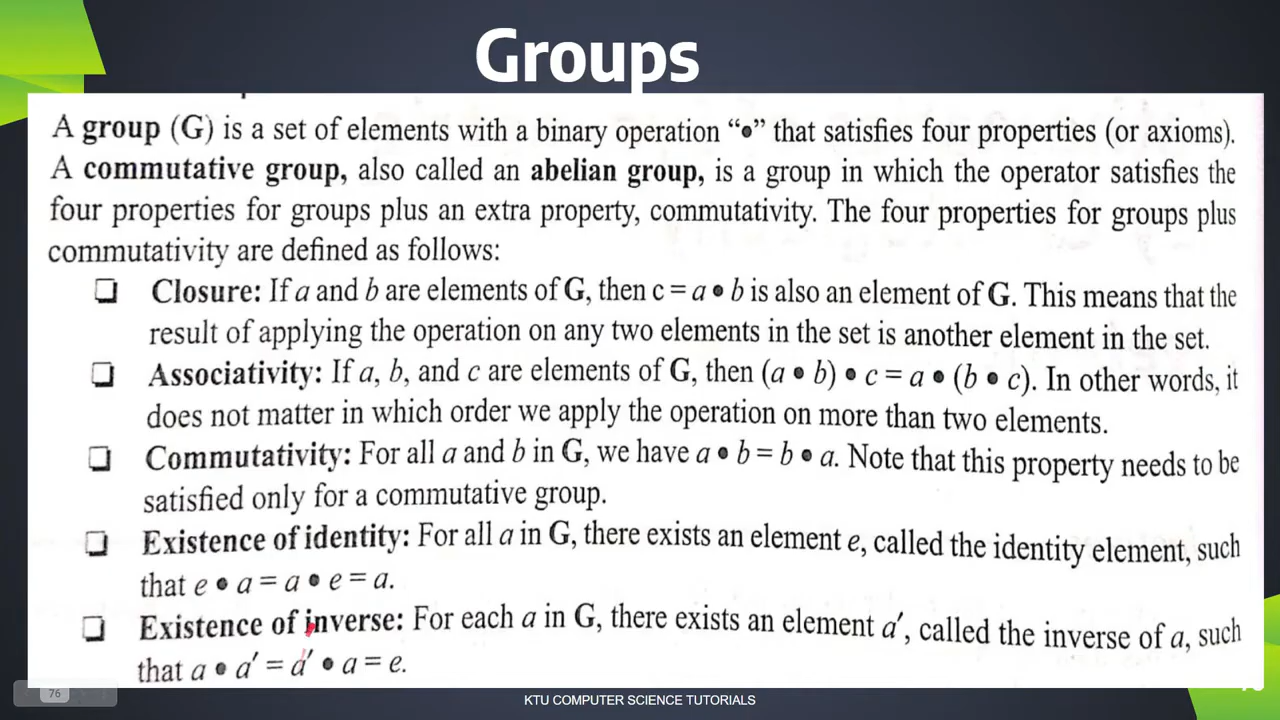 Groups
A group (G) is a set of elements with a binary operation “•” that satisfies four properties (or axioms).
A commutative group, also called an abelian group, is a group in which the operator satisfies the
four properties for groups plus an extra property, commutativity. The four properties for groups plus
commutativity are defined as follows:
❑ Closure: If a and b are elements of G, then c = a • b is also an element of G. This means that the
result of applying the operation on any two elements in the set is another element in the set.
❑ Associativity: If a, b, and c are elements of G, then (a • b) • c = a • (b • c). In other words, it
does not matter in which order we apply the operation on more than two elements.
❑ Commutativity: For all a and b in G, we have a • b = b • a. Note that this property needs to be
satisfied only for a commutative group.
❑ Existence of identity: For all a in G, there exists an element e, called the identity element, such
that e • a = a • e = a.
❑ Existence of inverse: For each a in G, there exists an element a′, called the inverse of a, such
that a • a′ = a′ • a = e.
76
KTU COMPUTER SCIENCE TUTORIALS